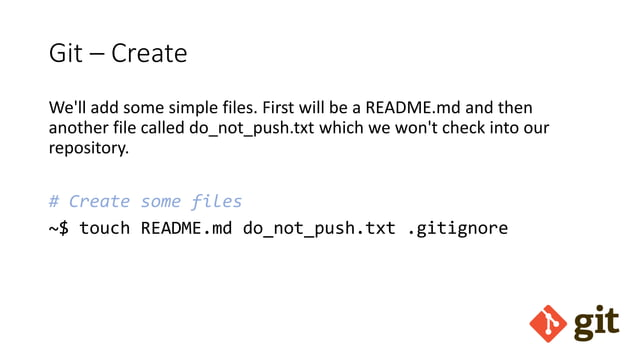 Git – Create
We'll add some simple files. First will be a README.md and then
another file called do_not_push.txt which we won't check into our
repository.
# Create some files
~$ touch README.md do_not_push.txt .gitignore
git